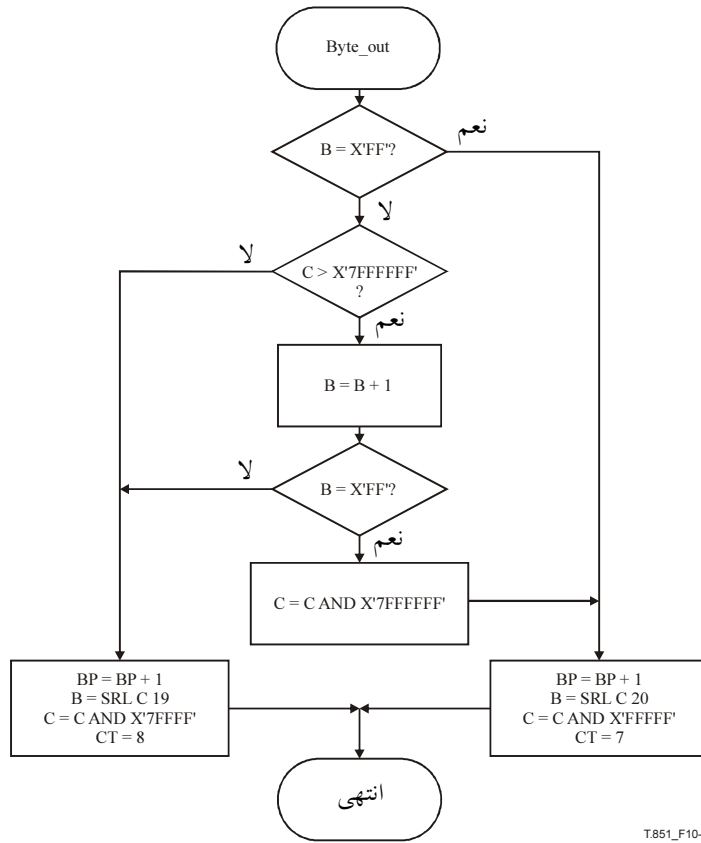 Byte_out
B = X'FF'?
نعم
لا
C > X'7FFFFFF'
?
لا
نعم
B = B + 1
B = X'FF'?
لا
نعم
C = C AND X'7FFFFFF'
BP = BP + 1
B = SRL C 19
C = C AND X'7FFFF'
CT = 8
BP = BP + 1
B = SRL C 20
C = C AND X'FFFFF'
CT = 7
انتهى
T.851_F10-